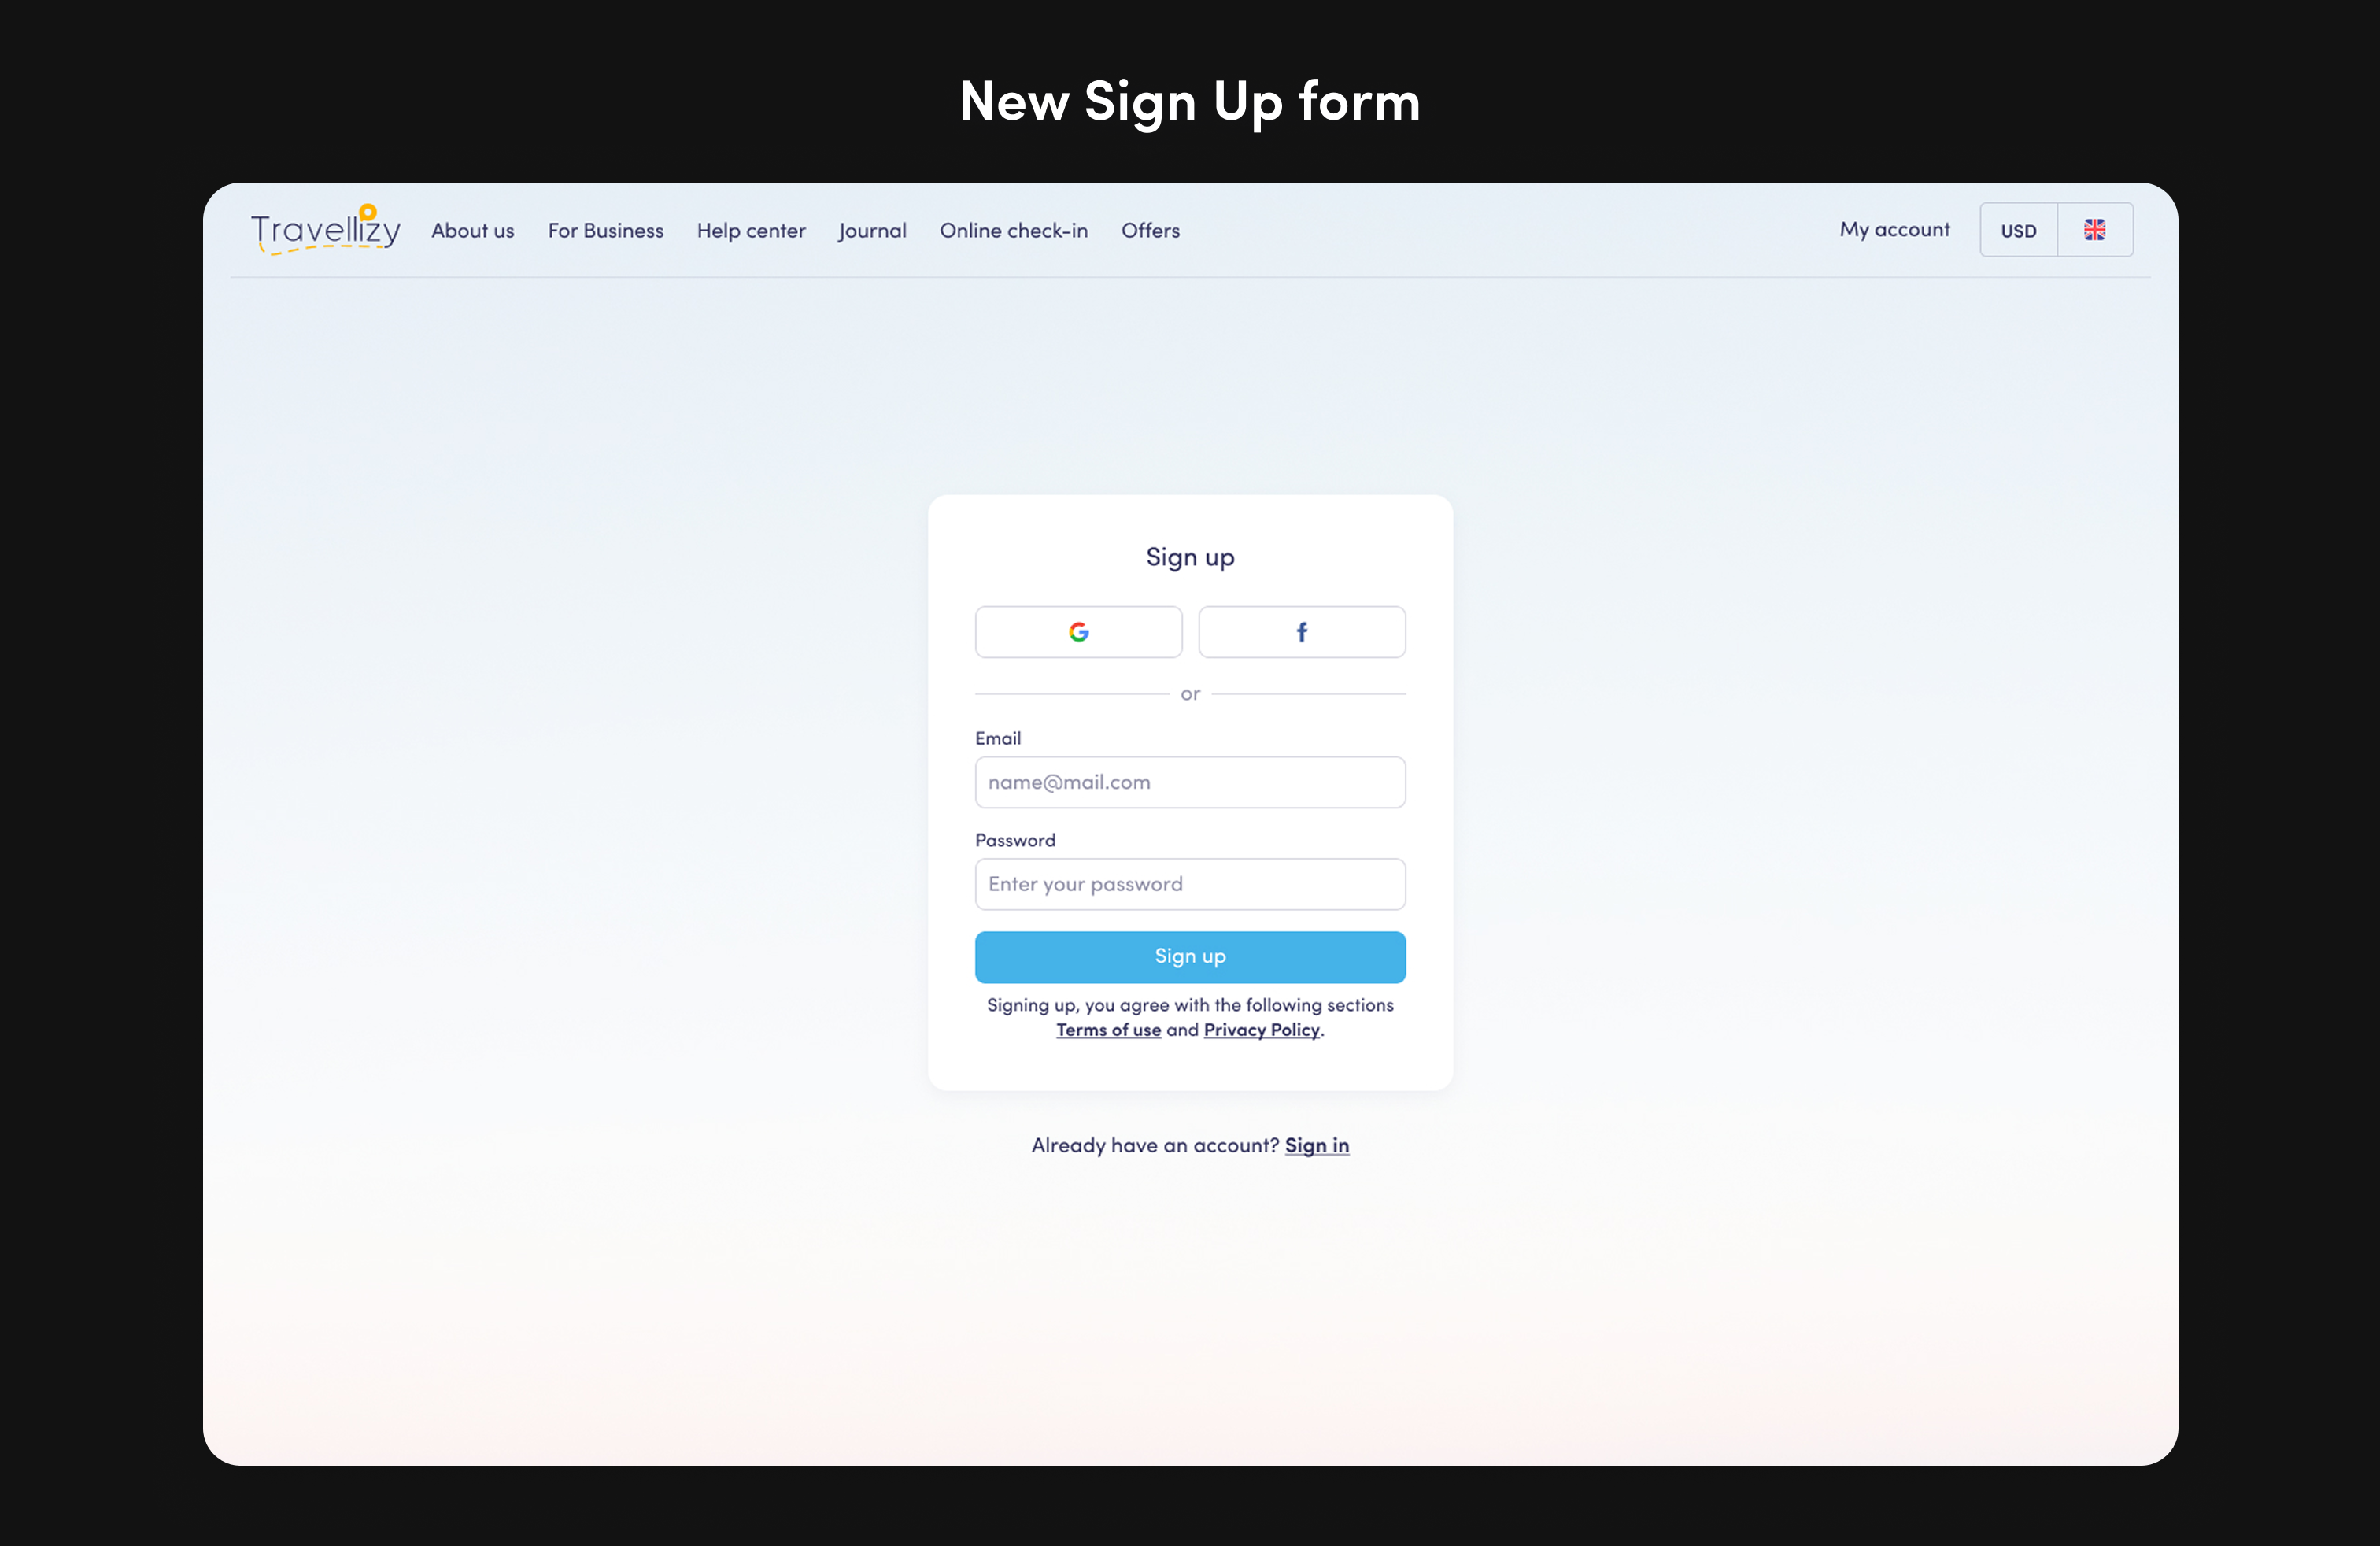 New Sign Up form
Travellizy About us For Business Help center Journal Online check-in Offers My account USD
Sign up
G f
or
Email
name@mail.com
Password
Enter your password
Sign up
Signing up, you agree with the following sections
Terms of use and Privacy Policy.
Already have an account? Sign in